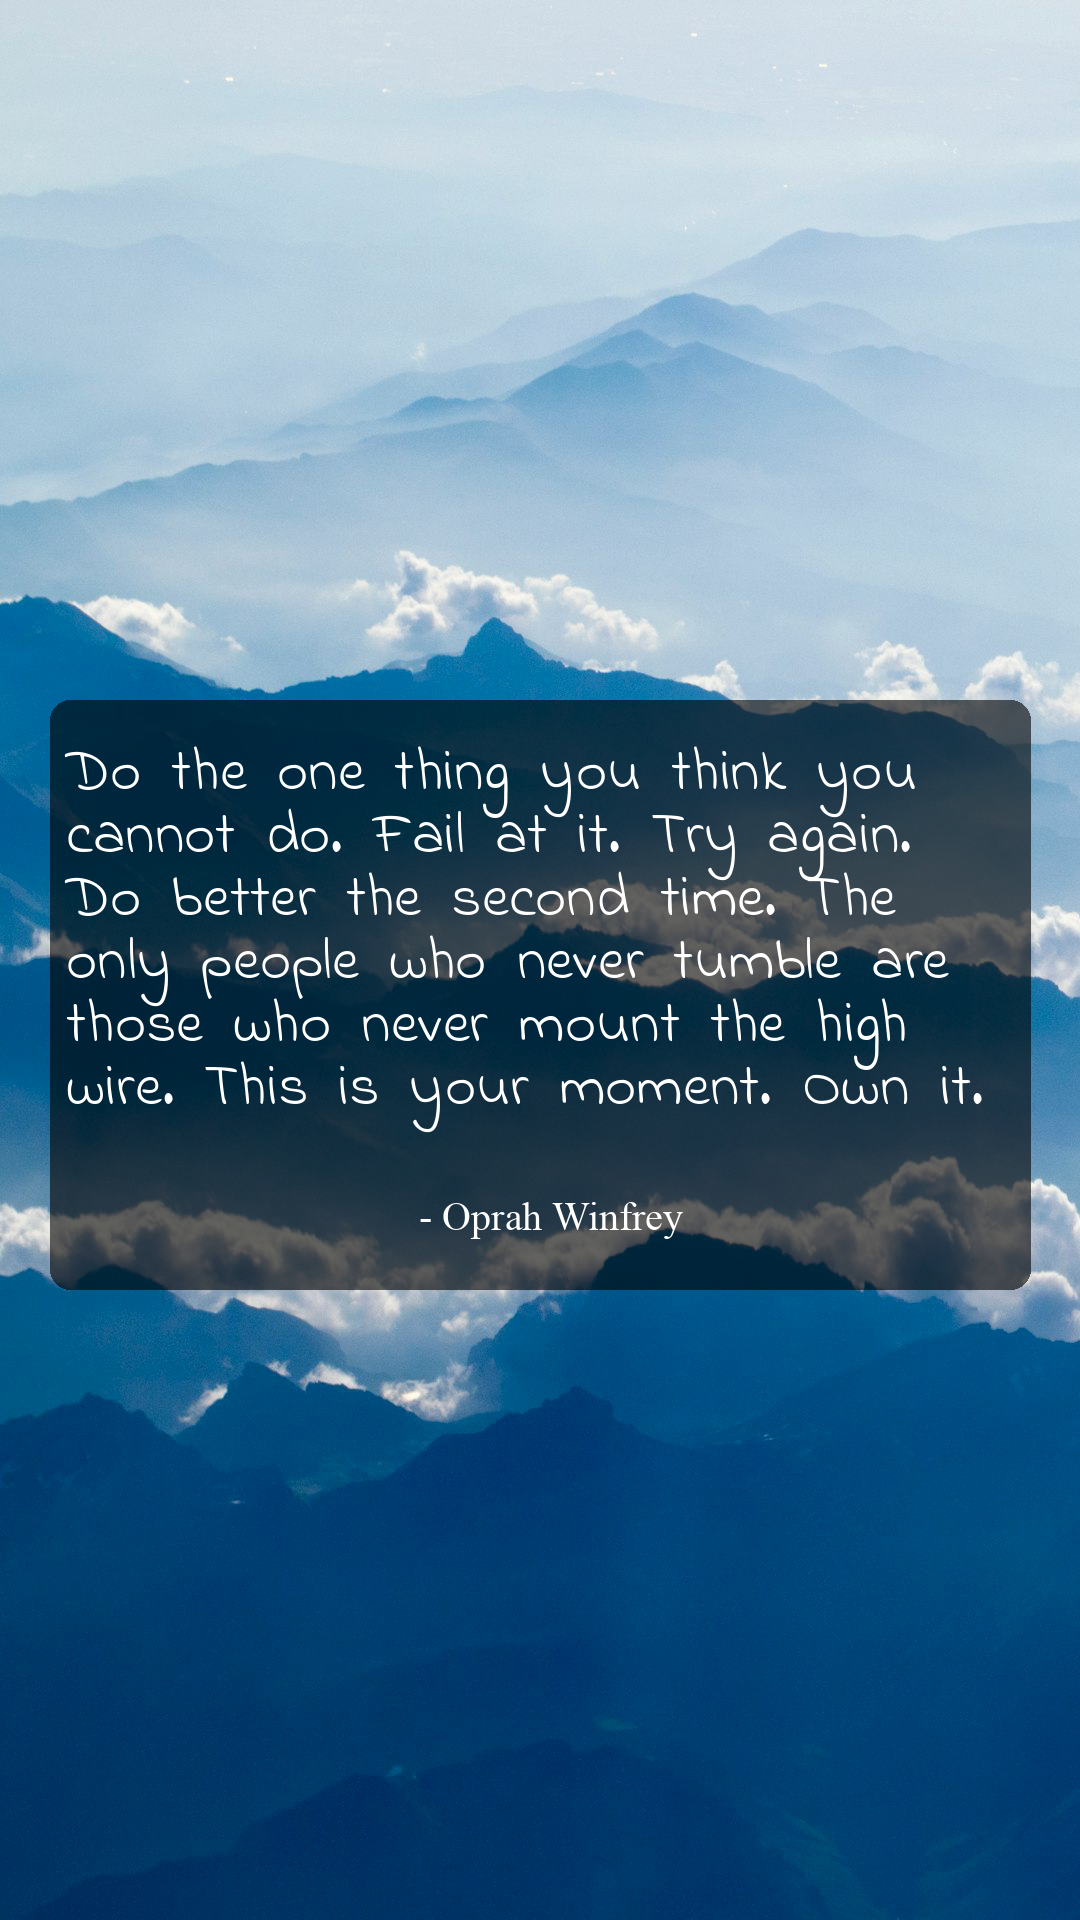 Do the one thing you think you
cannot do. Fail at it. Try again.
Do better the second time. The
only people who never tumble are
those who never mount the high
wire. This is your moment. Own it.
- Oprah Winfrey